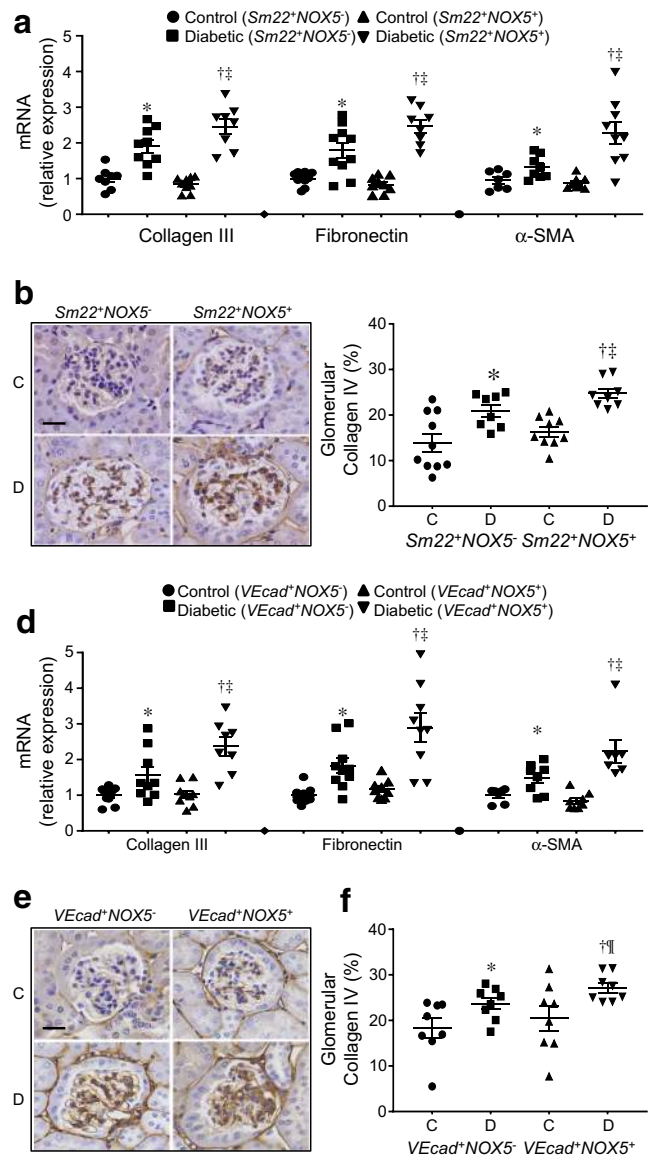 a
● Control (Sm22⁺NOX5⁻) ▲ Control (Sm22⁺NOX5⁺)
■ Diabetic (Sm22⁺NOX5⁻) ▼ Diabetic (Sm22⁺NOX5⁺)
mRNA
(relative expression)
5
4
3
2
1
0
*
†‡
*
†‡
*
†‡
Collagen III
Fibronectin
α-SMA
b
Sm22⁺NOX5⁻
Sm22⁺NOX5⁺
C
D
Glomerular
Collagen IV (%)
40
30
20
10
0
*
†‡
C D C D
Sm22⁺NOX5⁻ Sm22⁺NOX5⁺
d
● Control (VEcad⁺NOX5⁻) ▲ Control (VEcad⁺NOX5⁺)
■ Diabetic (VEcad⁺NOX5⁻) ▼ Diabetic (VEcad⁺NOX5⁺)
mRNA
(relative expression)
5
4
3
2
1
0
*
†‡
*
†‡
*
†‡
Collagen III
Fibronectin
α-SMA
e
VEcad⁺NOX5⁻
VEcad⁺NOX5⁺
C
D
f
Glomerular
Collagen IV (%)
40
30
20
10
0
*
†¶
C D C D
VEcad⁺NOX5⁻ VEcad⁺NOX5⁺